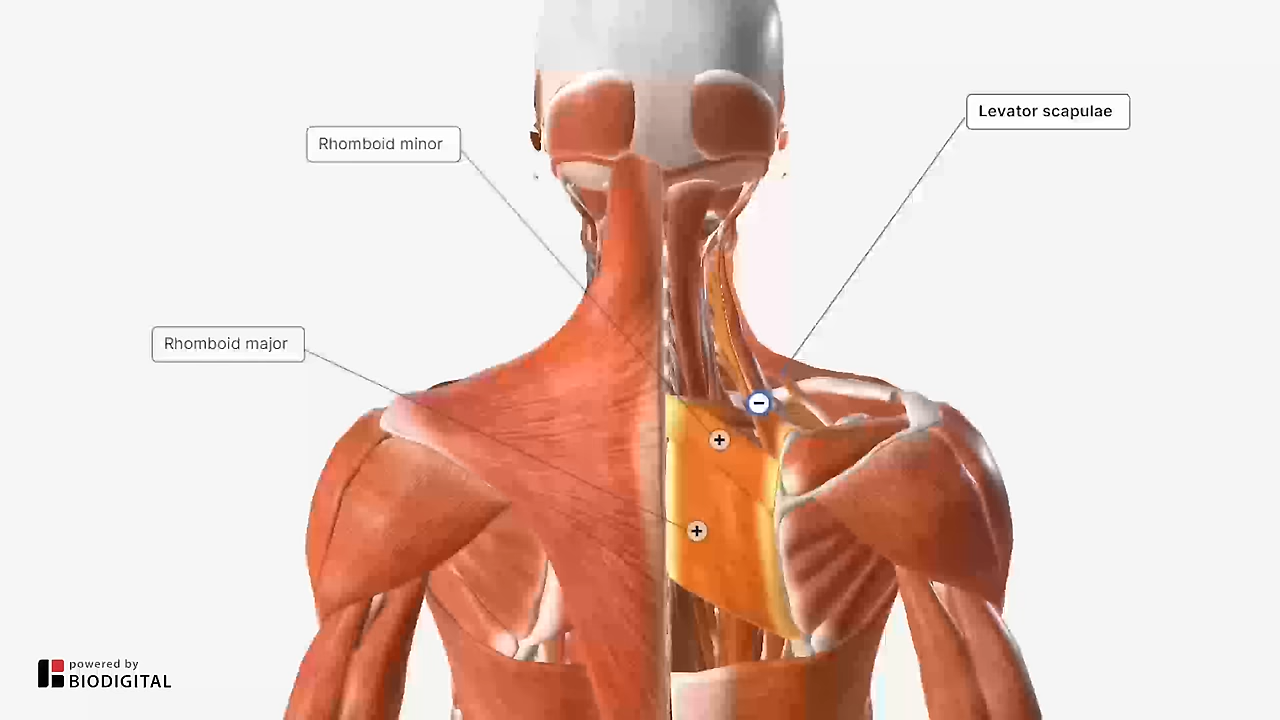 Levator scapulae
Rhomboid minor
Rhomboid major
powered by
BIODIGITAL